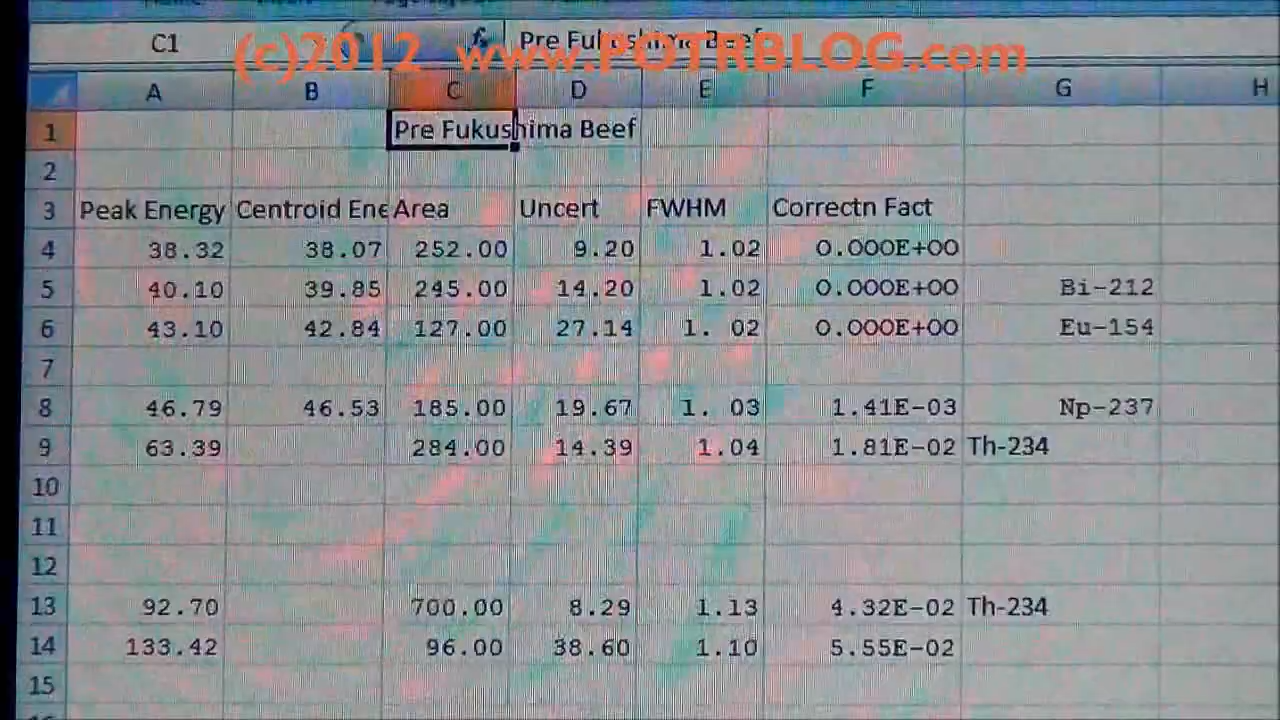 C1 Pre Fukushima Beef
(c)2012 www.POTRBLOG.com
A B C D E F G H
1 Pre Fukushima Beef
2
3 Peak Energy Centroid Ene Area Uncert FWHM Correctn Fact
4 38.32 38.07 252.00 9.20 1.02 0.000E+00
5 40.10 39.85 245.00 14.20 1.02 0.000E+00 Bi-212
6 43.10 42.84 127.00 27.14 1. 02 0.000E+00 Eu-154
7
8 46.79 46.53 185.00 19.67 1. 03 1.41E-03 Np-237
9 63.39 284.00 14.39 1.04 1.81E-02 Th-234
10
11
12
13 92.70 700.00 8.29 1.13 4.32E-02 Th-234
14 133.42 96.00 38.60 1.10 5.55E-02
15